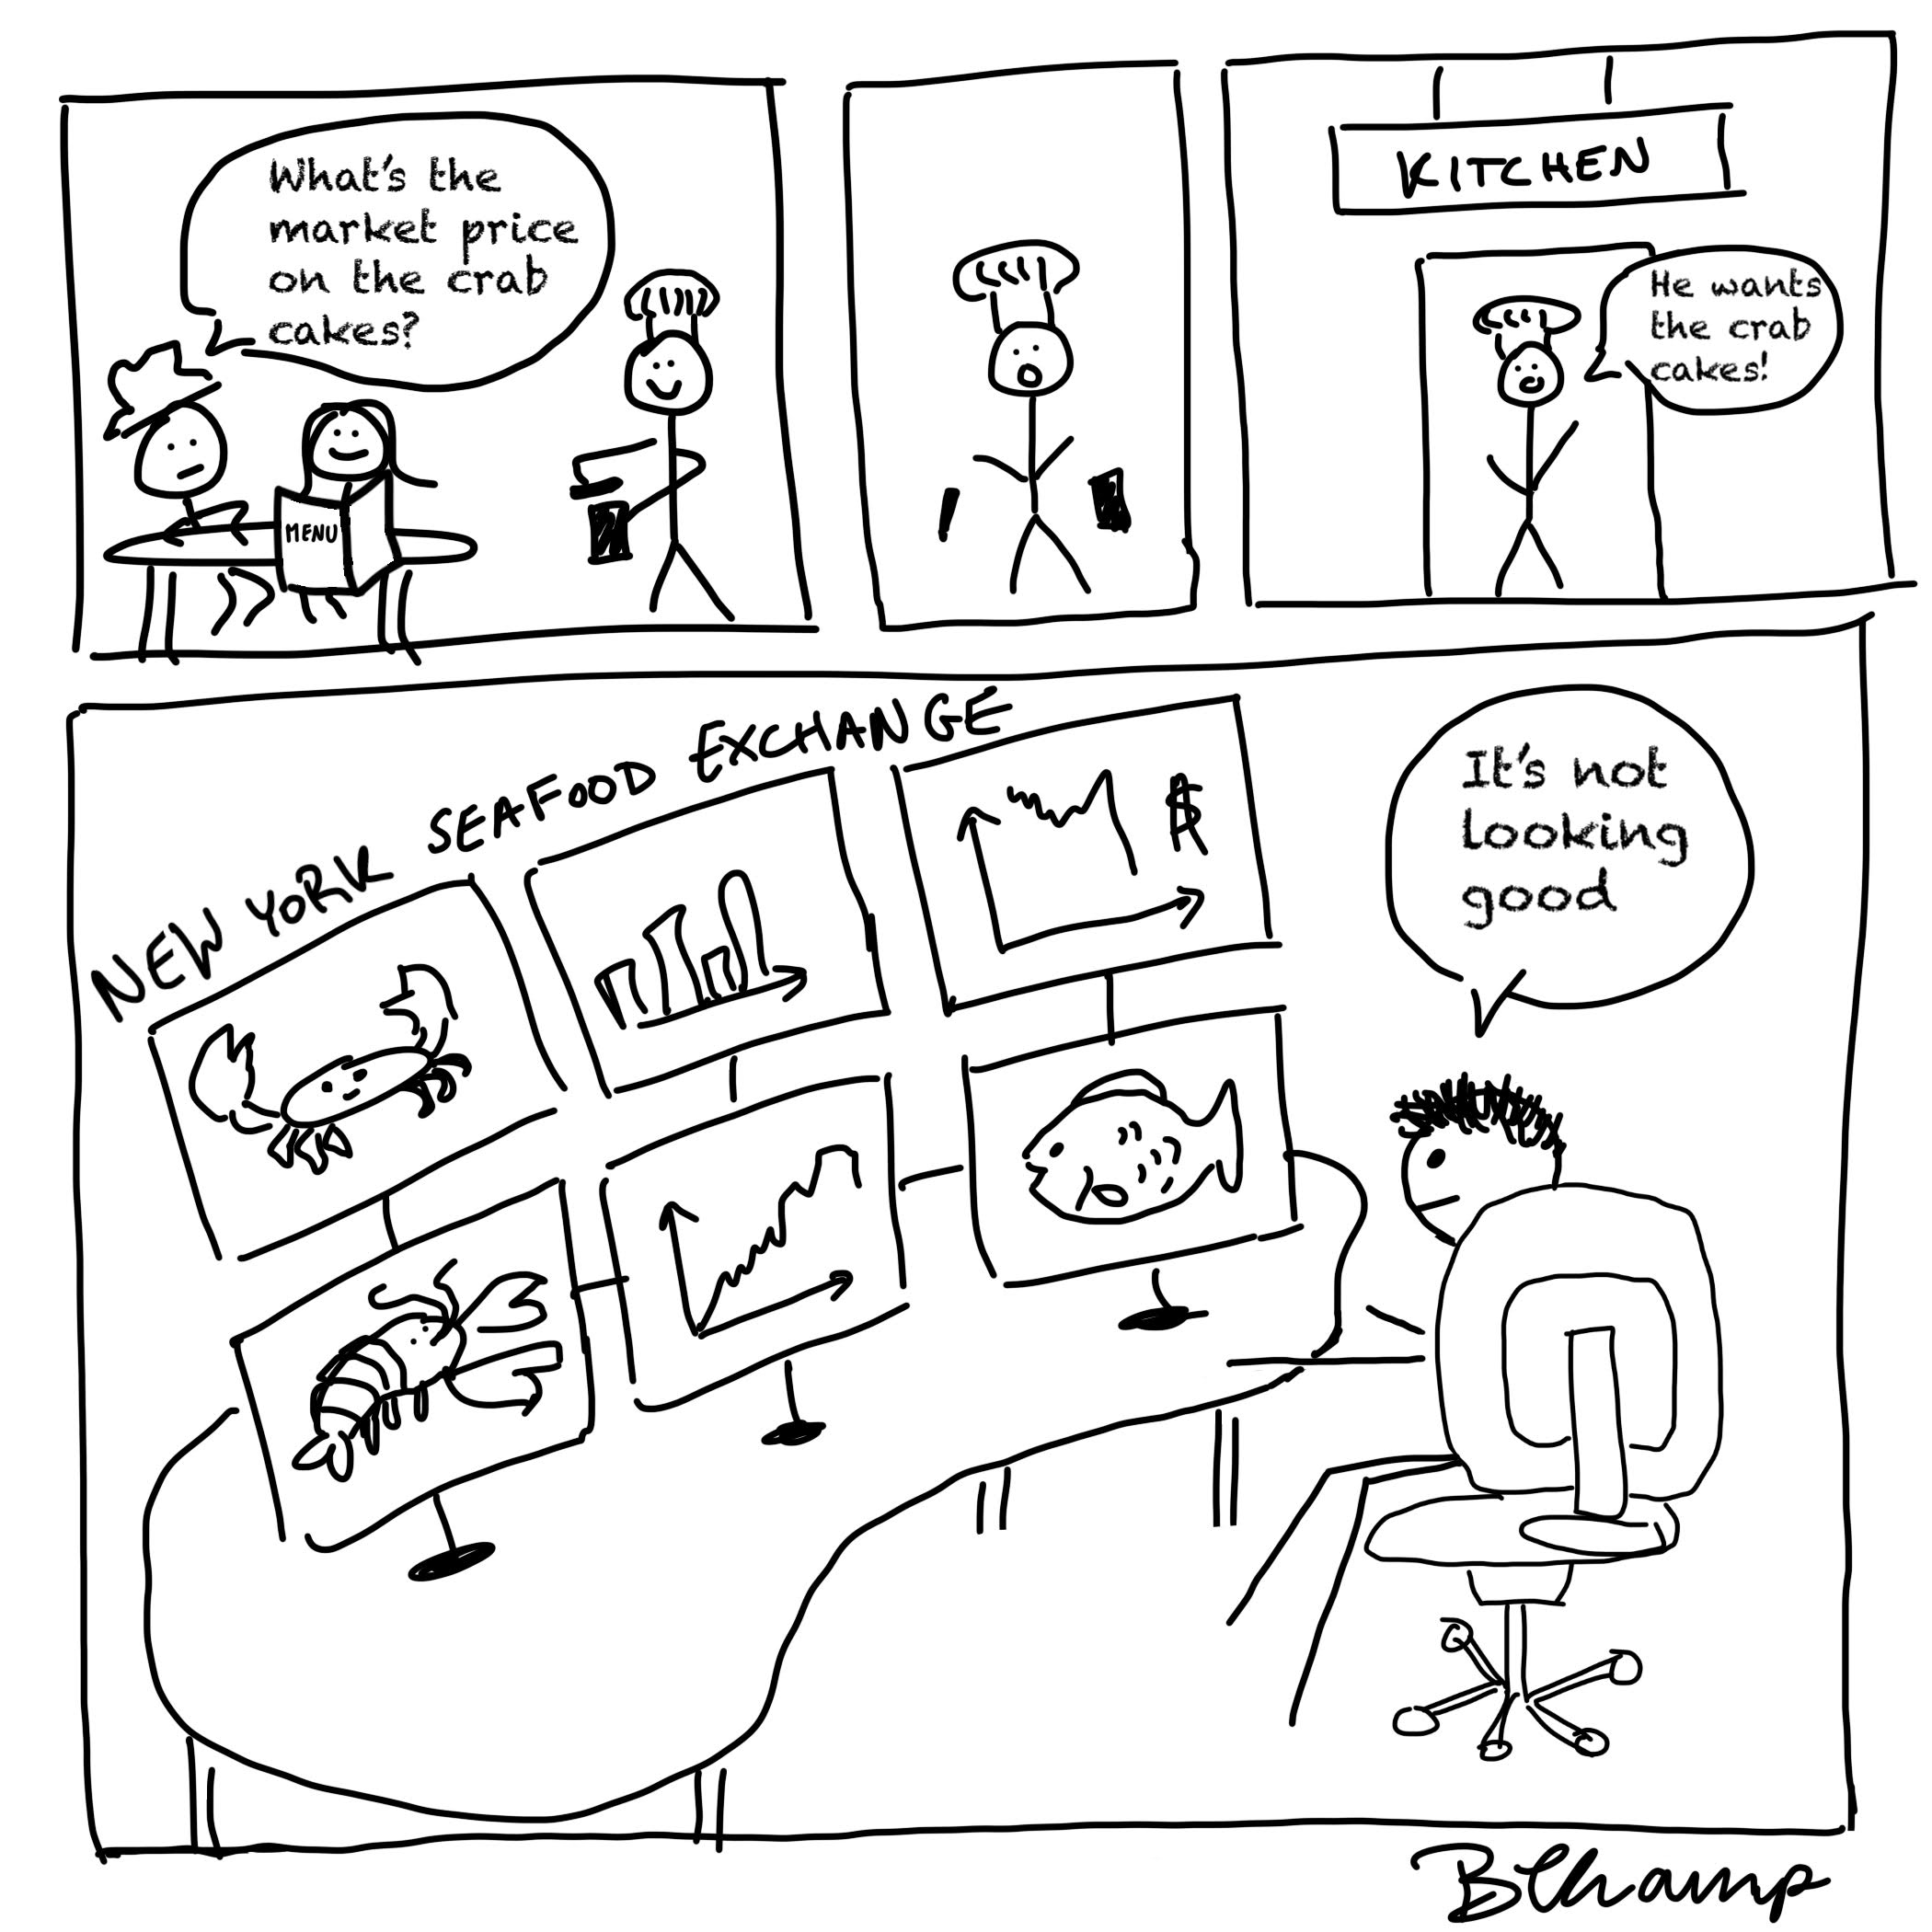 What's the
market price
on the crab
cakes?
MENU
KITCHEN
He wants
the crab
cakes!
NEW YORK SEAFOOD EXCHANGE
$
It's not
looking
good